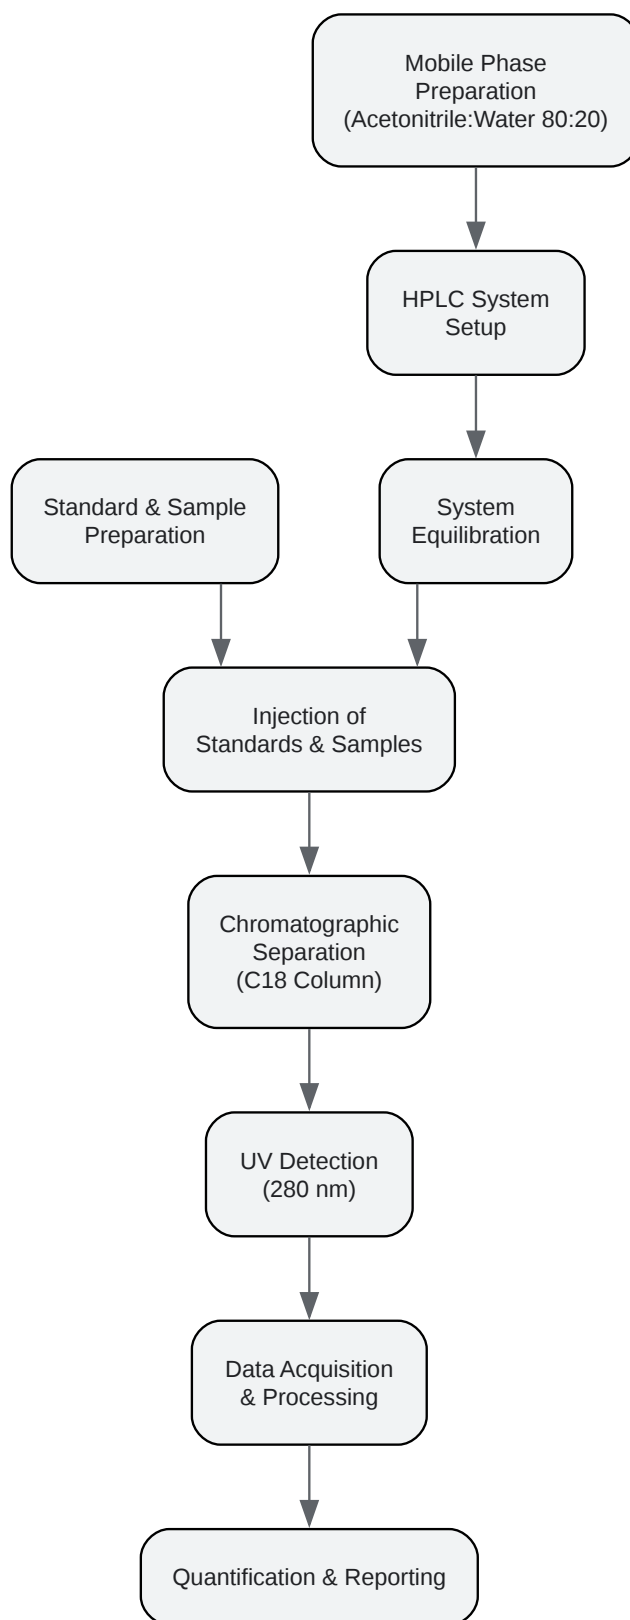 Mobile Phase
Preparation
(Acetonitrile:Water 80:20)
HPLC System
Setup
Standard & Sample
Preparation
System
Equilibration
Injection of
Standards & Samples
Chromatographic
Separation
(C18 Column)
UV Detection
(280 nm)
Data Acquisition
& Processing
Quantification & Reporting